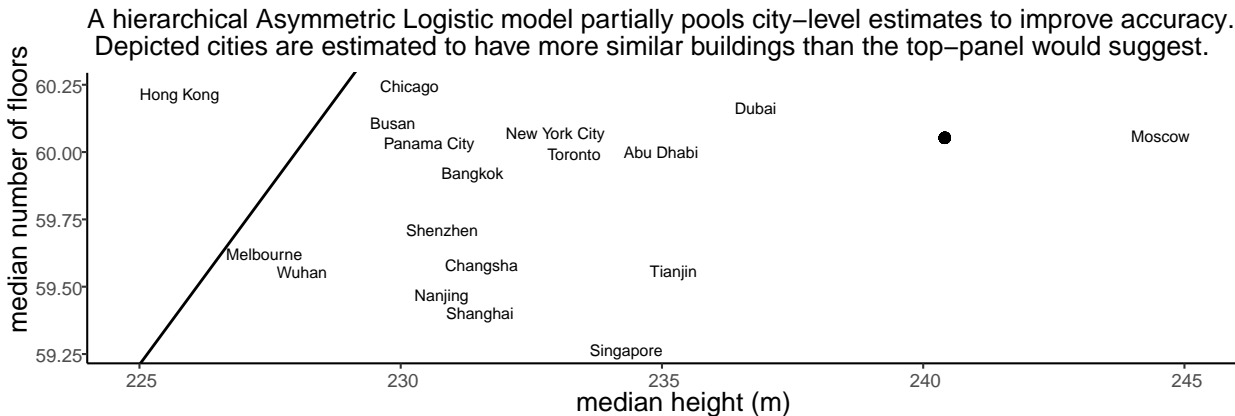 A hierarchical Asymmetric Logistic model partially pools city−level estimates to improve accuracy.
Depicted cities are estimated to have more similar buildings than the top−panel would suggest.
median number of floors
60.25
60.00
59.75
59.50
59.25
Hong Kong
Chicago
Dubai
Busan
New York City
Moscow
Panama City
Toronto
Abu Dhabi
Bangkok
Shenzhen
Melbourne
Wuhan
Changsha
Tianjin
Nanjing
Shanghai
Singapore
225
230
235
240
245
median height (m)